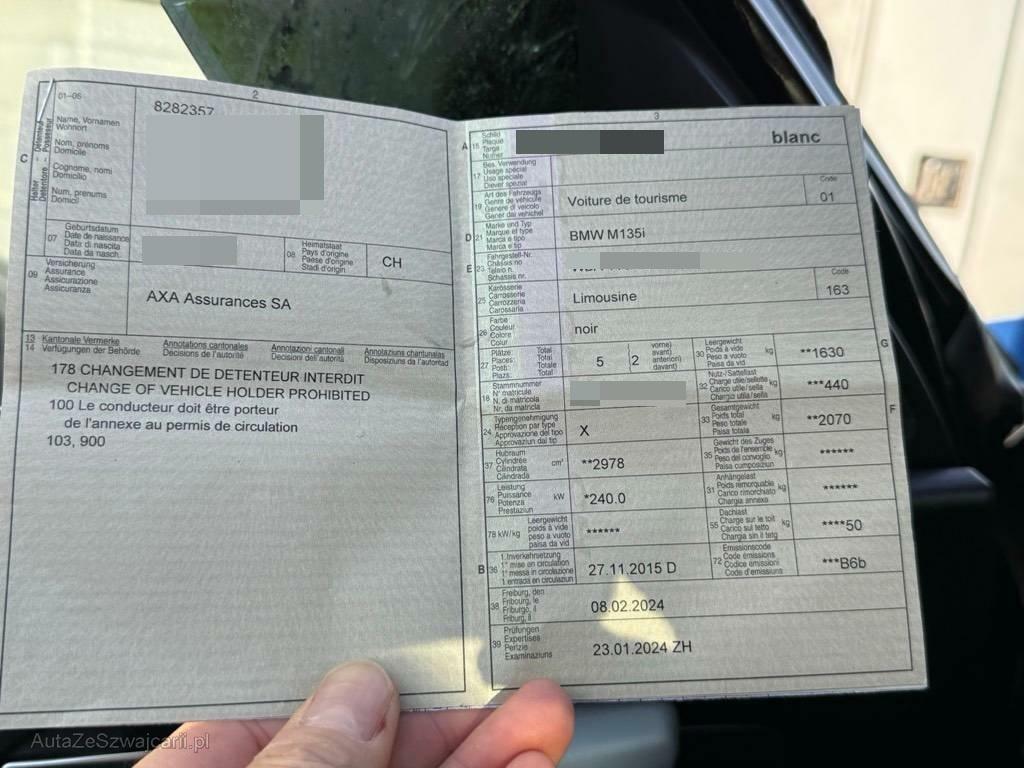 2
01-06
8282357
C
Halter Détenteur
Detentore Possessur
Name, Vornamen
Wohnort
Nom, prénoms
Domicile
Cognome, nomi
Domicilio
Num, prenums
Domicil
07
Geburtsdatum
Date de naissance
Data di nascita
Data da nasch.
08
Heimatstaat
Pays d'origine
Paese d'origine
Stadi d'origin
CH
09
Versicherung
Assurance
Assicurazione
Assicuranza
AXA Assurances SA
13 Kantonale Vermerke Annotations cantonales Annotazioni cantonali Annotaziuns chantunalas
14 Verfügungen der Behörde Décisions de l'autorité Decisioni dell'autorità Disposiziuns da l'autoritad
178 CHANGEMENT DE DETENTEUR INTERDIT
CHANGE OF VEHICLE HOLDER PROHIBITED
100 Le conducteur doit être porteur
de l'annexe au permis de circulation
103, 900
3
A
15
Schild
Plaque
Targa
Numer
blanc
17
Bes. Verwendung
Usage spécial
Uso speciale
Diever spezial
19
Art des Fahrzeugs
Genre de véhicule
Genere di veicolo
Gener dal vehichel
Voiture de tourisme
Code
01
D
21
Marke und Typ
Marque et type
Marca e tipo
Marca e tip
BMW M135i
E
23
Fahrgestell-Nr.
Châssis no
Telaio n.
Schassis nr.
25
Karosserie
Carrosserie
Carrozzeria
Carossaria
Limousine
Code
163
26
Farbe
Couleur
Colore
Colur
noir
27
Plätze: Total
Places: Total
Posti: Totale
Plazs: Total
5
2
vorne)
avant)
anteriori)
davant)
30
Leergewicht
Poids à vide
Peso a vuoto
Paisa da vid
kg
**1630
G
18
Stammnummer
N° matricule
N. di matricola
Nr. da matricla
32
Nutz-/Sattellast
Charge utile/sellette
Carico utile/sella
Chargia utila/sella
kg
***440
24
Typengenehmigung
Réception par type
Approvazione del tipo
Approvaziun dal tip
X
33
Gesamtgewicht
Poids total
Peso totale
Paisa totala
kg
**2070
F
37
Hubraum
Cylindrée
Cilindrata
Cilindrada
cm³
**2978
35
Gewicht des Zuges
Poids de l'ensemble
Peso del convoglio
Paisa cumposiziun
kg
******
76
Leistung
Puissance
Potenza
Prestaziun
kW
*240.0
31
Anhängelast
Poids remorquable
Carico rimorchiato
Chargia annexa
kg
******
78 kW/kg
Leergewicht
poids à vide
peso a vuoto
paisa da vid
******
55
Dachlast
Charge sur le toit
Carico sul tetto
Chargia sin il tetg
kg
****50
B
36
1. Inverkehrsetzung
1re mise en circulation
1a messa in circolazione
1. entrada en circulaziun
27.11.2015 D
72
Emissionscode
Code émissions
Codice emissioni
Code d'emissiuns
***B6b
38
Freiburg, den
Fribourg, le
Friburgo, il
Friburg, il
08.02.2024
39
Prüfungen
Expertises
Perizie
Examinaziuns
23.01.2024 ZH
AutaZeSzwajcarii.pl